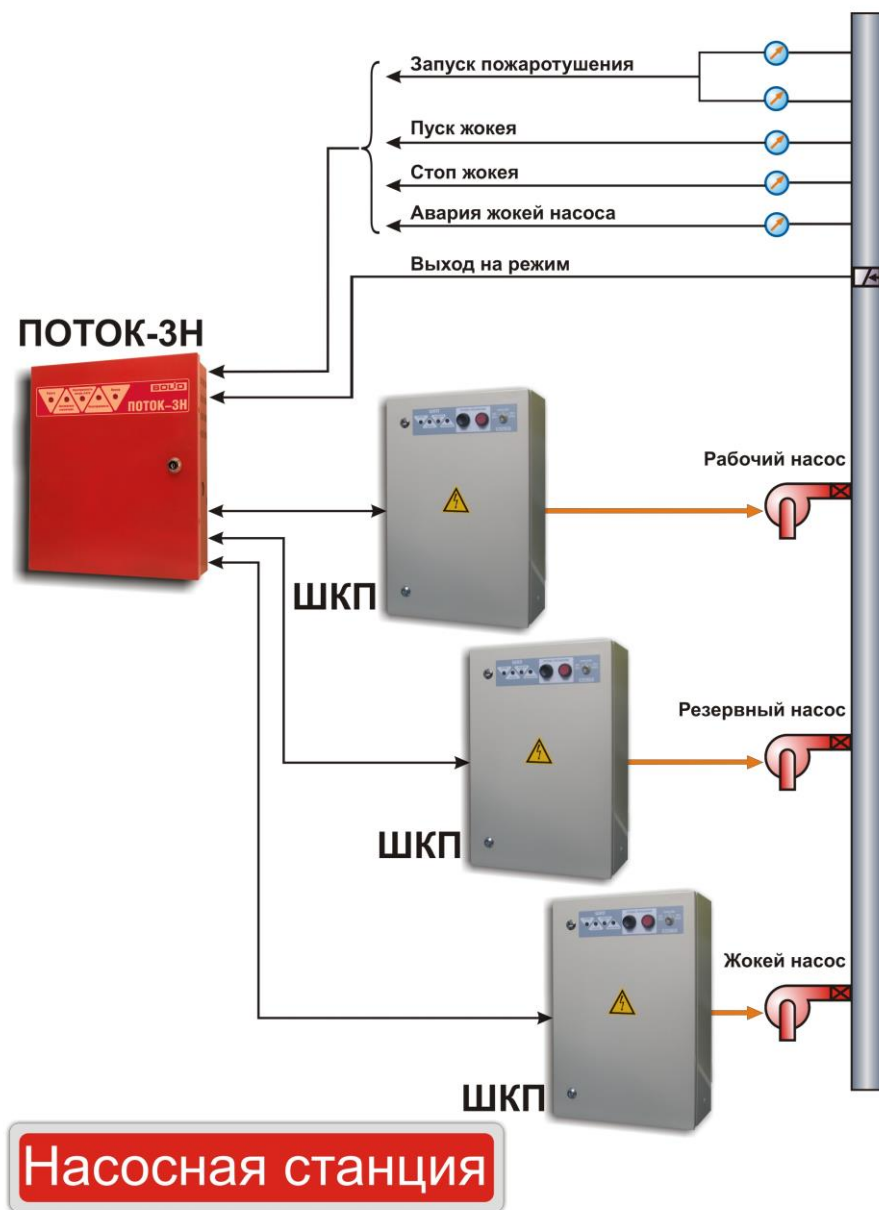 Запуск пожаротушения
Пуск жокея
Стоп жокея
Авария жокей насоса
Выход на режим
ПОТОК-3Н
BOLID
ПОТОК-3Н
Рабочий насос
ШКП
Резервный насос
ШКП
Жокей насос
ШКП
Насосная станция